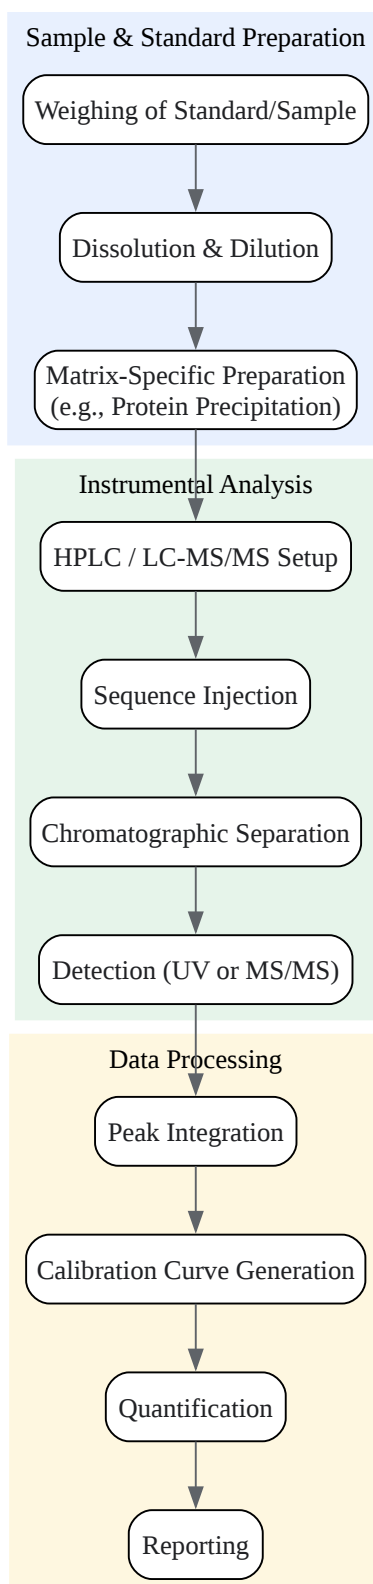 Sample & Standard Preparation
Weighing of Standard/Sample
Dissolution & Dilution
Matrix-Specific Preparation
(e.g., Protein Precipitation)
Instrumental Analysis
HPLC / LC-MS/MS Setup
Sequence Injection
Chromatographic Separation
Detection (UV or MS/MS)
Data Processing
Peak Integration
Calibration Curve Generation
Quantification
Reporting